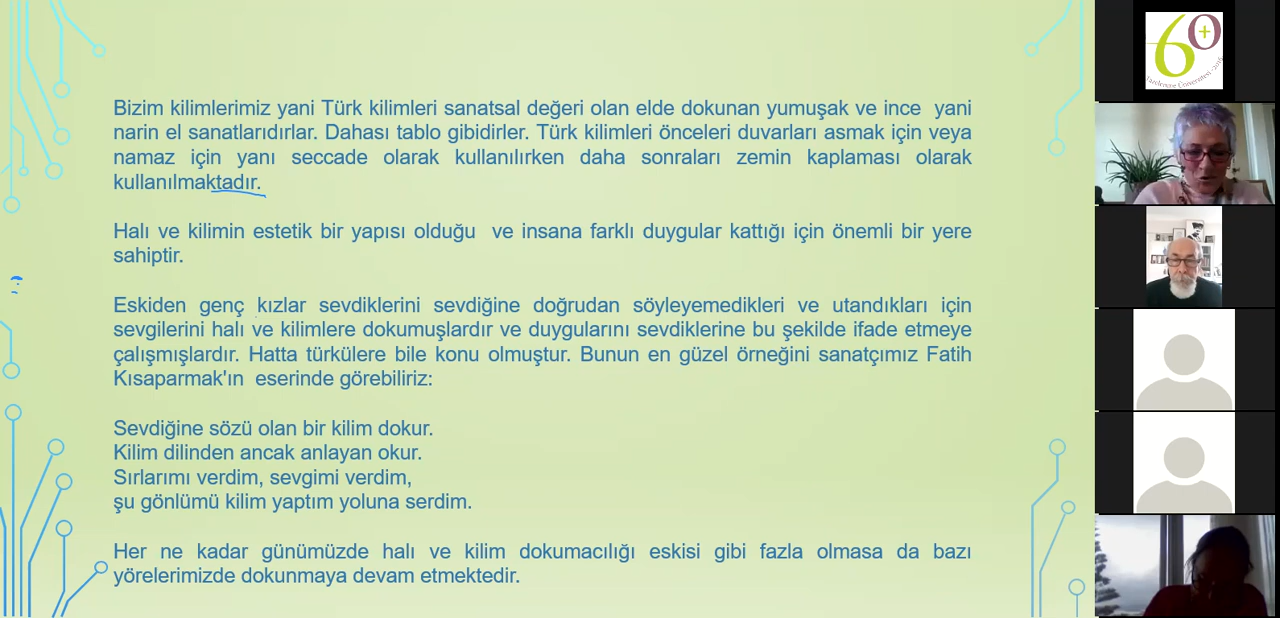 Bizim kilimlerimiz yani Türk kilimleri sanatsal değeri olan elde dokunan yumuşak ve ince yani
narin el sanatlarıdırlar. Dahası tablo gibidirler. Türk kilimleri önceleri duvarları asmak için veya
namaz için yanı seccade olarak kullanılırken daha sonraları zemin kaplaması olarak
kullanılmaktadır.
Halı ve kilimin estetik bir yapısı olduğu ve insana farklı duygular kattığı için önemli bir yere
sahiptir.
Eskiden genç kızlar sevdiklerini sevdiğine doğrudan söyleyemedikleri ve utandıkları için
sevgilerini halı ve kilimlere dokumuşlardır ve duygularını sevdiklerine bu şekilde ifade etmeye
çalışmışlardır. Hatta türkülere bile konu olmuştur. Bunun en güzel örneğini sanatçımız Fatih
Kısaparmak'ın eserinde görebiliriz:
Sevdiğine sözü olan bir kilim dokur.
Kilim dilinden ancak anlayan okur.
Sırlarımı verdim, sevgimi verdim,
şu gönlümü kilim yaptım yoluna serdim.
Her ne kadar günümüzde halı ve kilim dokumacılığı eskisi gibi fazla olmasa da bazı
yörelerimizde dokunmaya devam etmektedir.
60+